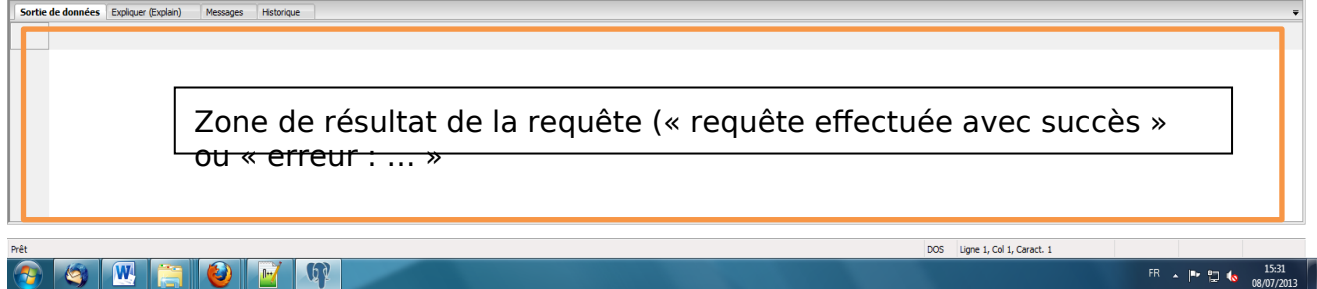 Sortie de données Expliquer (Explain) Messages Historique
Zone de résultat de la requête (« requête effectuée avec succès »
ou « erreur : … »
Prêt DOS Ligne 1, Col 1, Caract. 1
FR 15:31
08/07/2013